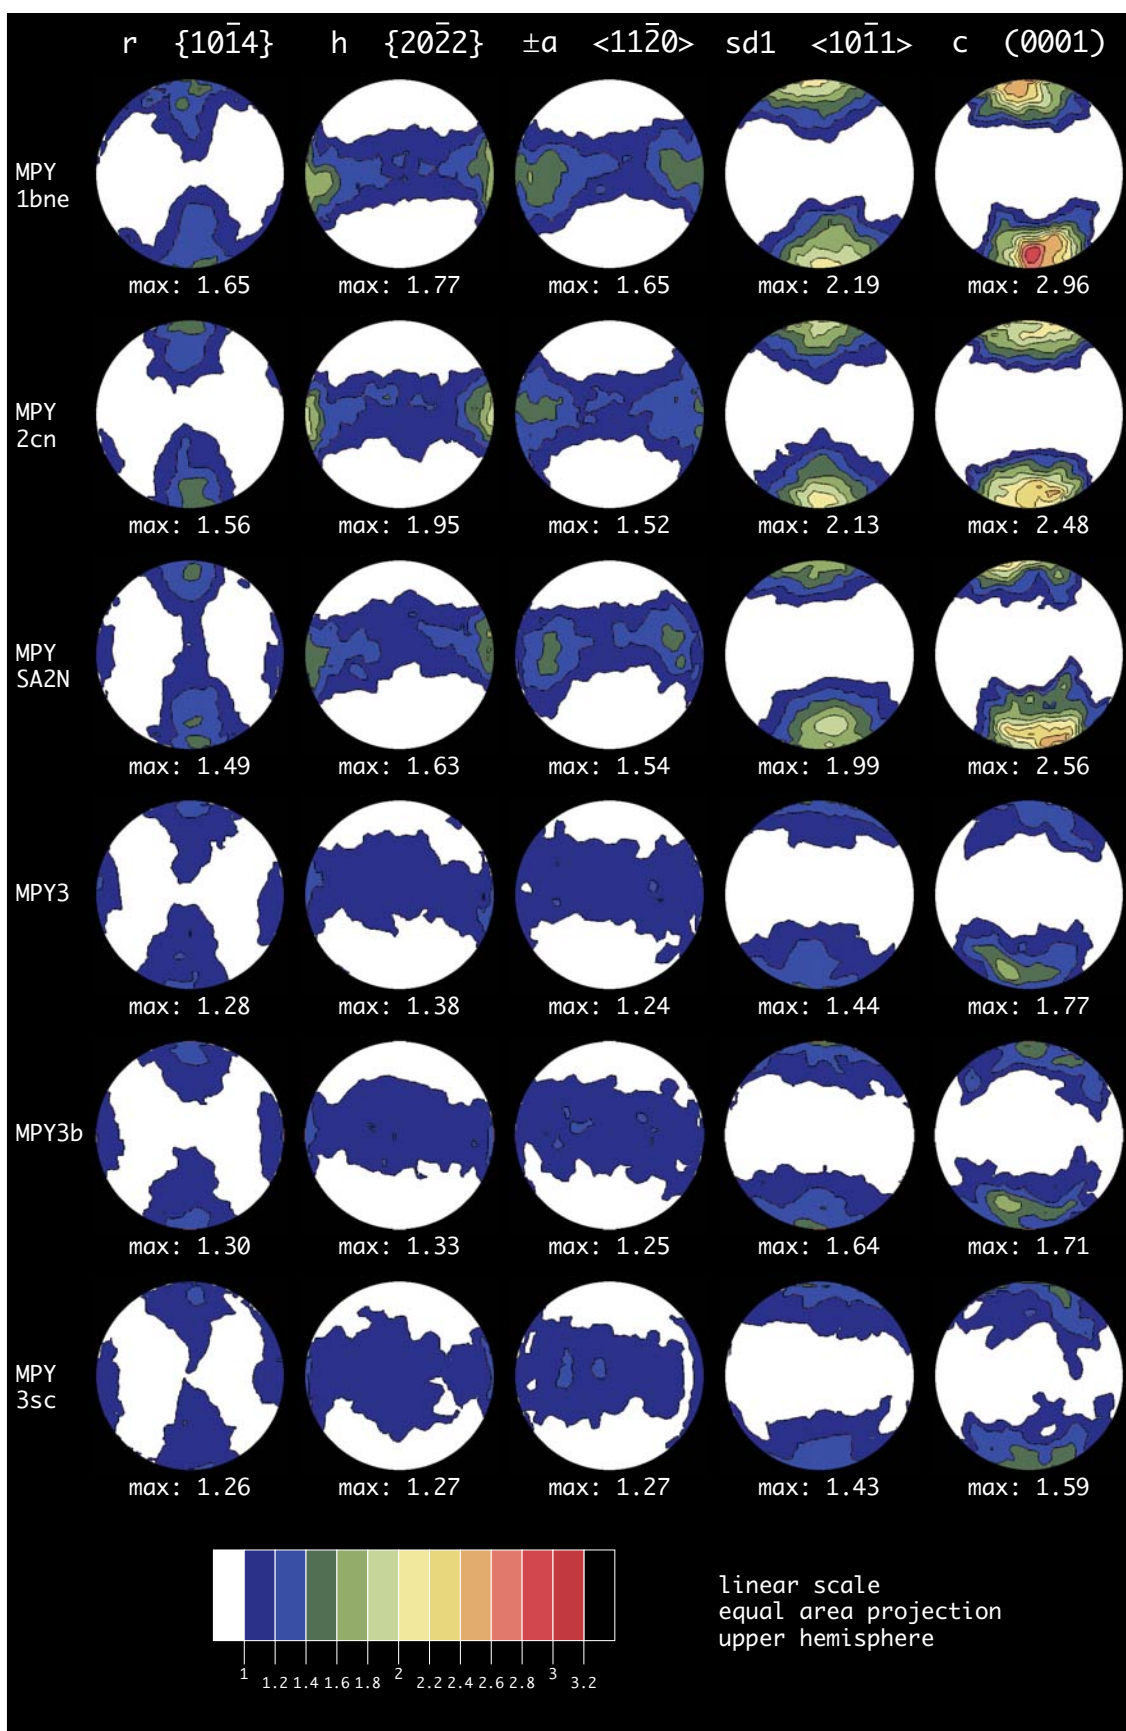 r {101̄4} h {202̄2} ±a <112̄0> sd1 <101̄1> c (0001)
MPY
1bne
max: 1.65 max: 1.77 max: 1.65 max: 2.19 max: 2.96
MPY
2cn
max: 1.56 max: 1.95 max: 1.52 max: 2.13 max: 2.48
MPY
SA2N
max: 1.49 max: 1.63 max: 1.54 max: 1.99 max: 2.56
MPY3
max: 1.28 max: 1.38 max: 1.24 max: 1.44 max: 1.77
MPY3b
max: 1.30 max: 1.33 max: 1.25 max: 1.64 max: 1.71
MPY
3sc
max: 1.26 max: 1.27 max: 1.27 max: 1.43 max: 1.59
linear scale
equal area projection
upper hemisphere
1 1.2 1.4 1.6 1.8 2 2.2 2.4 2.6 2.8 3 3.2